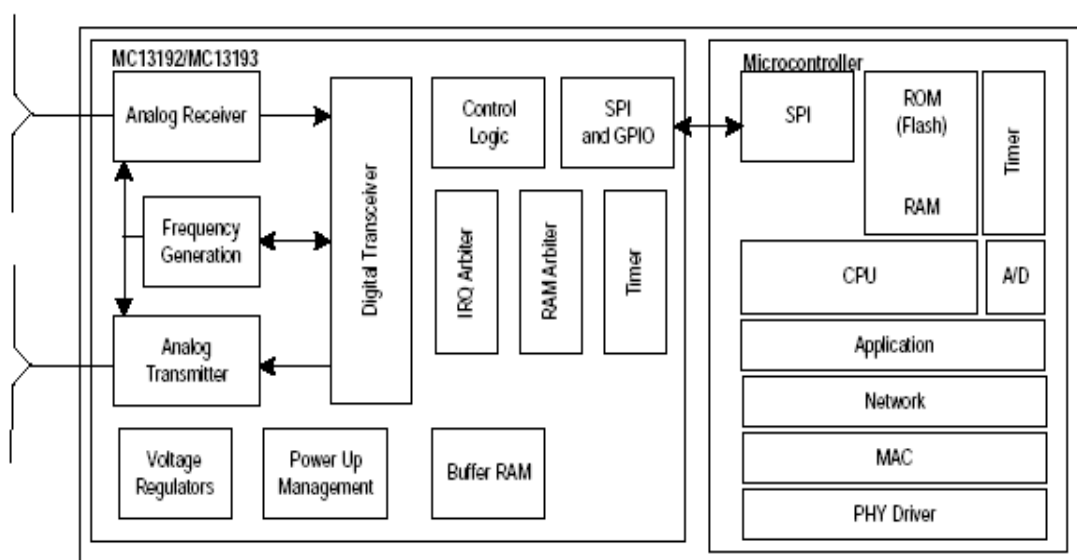 MC13192/MC13193
Analog Receiver
Frequency
Generation
Analog
Transmitter
Voltage
Regulators
Power Up
Management
Digital Transceiver
Control
Logic
SPI
and GPIO
IRQ Arbiter
RAM Arbiter
Timer
Buffer RAM
Microcontroller
SPI
ROM
(Flash)
RAM
Timer
CPU
A/D
Application
Network
MAC
PHY Driver